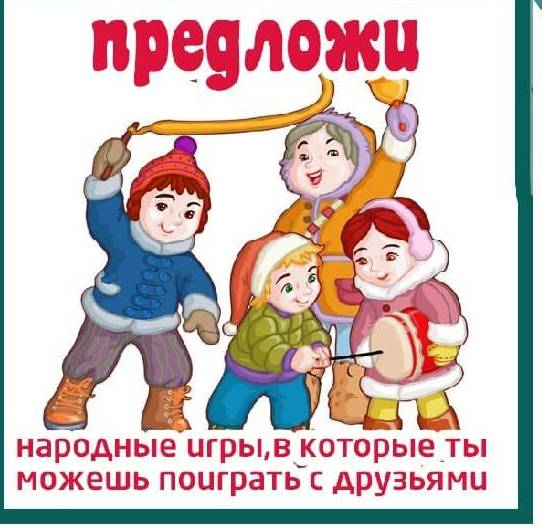 предложи
народные игры,в которые ты
можешь поиграть с друзьями